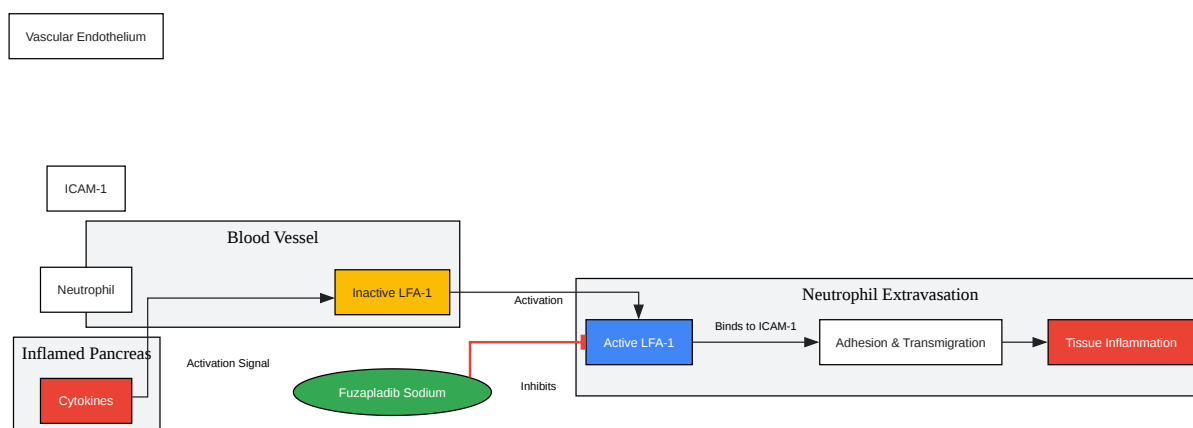 Vascular Endothelium
ICAM-1
Blood Vessel
Neutrophil
Inactive LFA-1
Activation
Neutrophil Extravasation
Binds to ICAM-1
Active LFA-1
Adhesion & Transmigration
Tissue Inflammation
Inflamed Pancreas
Activation Signal
Cytokines
Fuzapladib Sodium
Inhibits